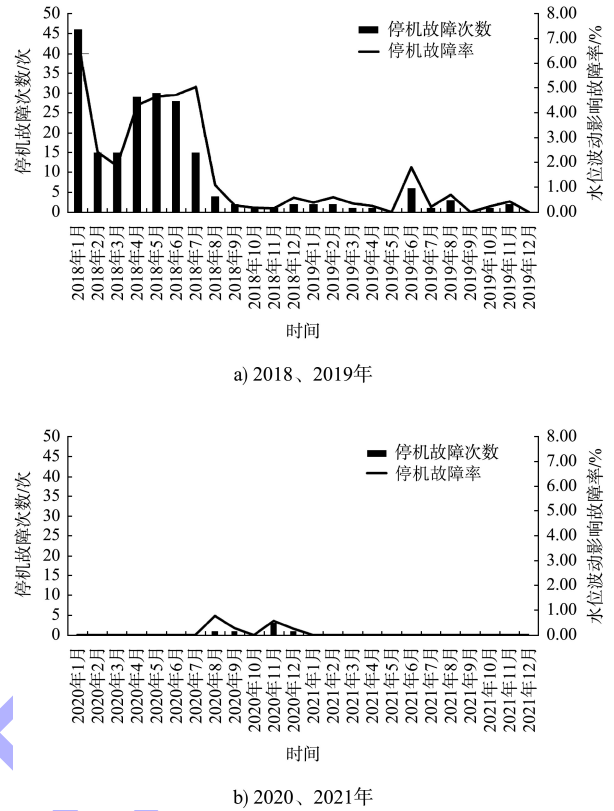 50
45
40
35
30
25
20
15
10
5
0
停机故障次数/次
8.00
7.00
6.00
5.00
4.00
3.00
2.00
1.00
0.00
水位波动影响故障率/%
停机故障次数
停机故障率
2018年1月
2018年2月
2018年3月
2018年4月
2018年5月
2018年6月
2018年7月
2018年8月
2018年9月
2018年10月
2018年11月
2018年12月
2019年1月
2019年2月
2019年3月
2019年4月
2019年5月
2019年6月
2019年7月
2019年8月
2019年9月
2019年10月
2019年11月
2019年12月
时间
a) 2018、2019年
50
45
40
35
30
25
20
15
10
5
0
停机故障次数/次
8.00
7.00
6.00
5.00
4.00
3.00
2.00
1.00
0.00
水位波动影响故障率/%
停机故障次数
停机故障率
2020年1月
2020年2月
2020年3月
2020年4月
2020年5月
2020年6月
2020年7月
2020年8月
2020年9月
2020年10月
2020年11月
2020年12月
2021年1月
2021年2月
2021年3月
2021年4月
2021年5月
2021年6月
2021年7月
2021年8月
2021年9月
2021年10月
2021年11月
2021年12月
时间
b) 2020、2021年